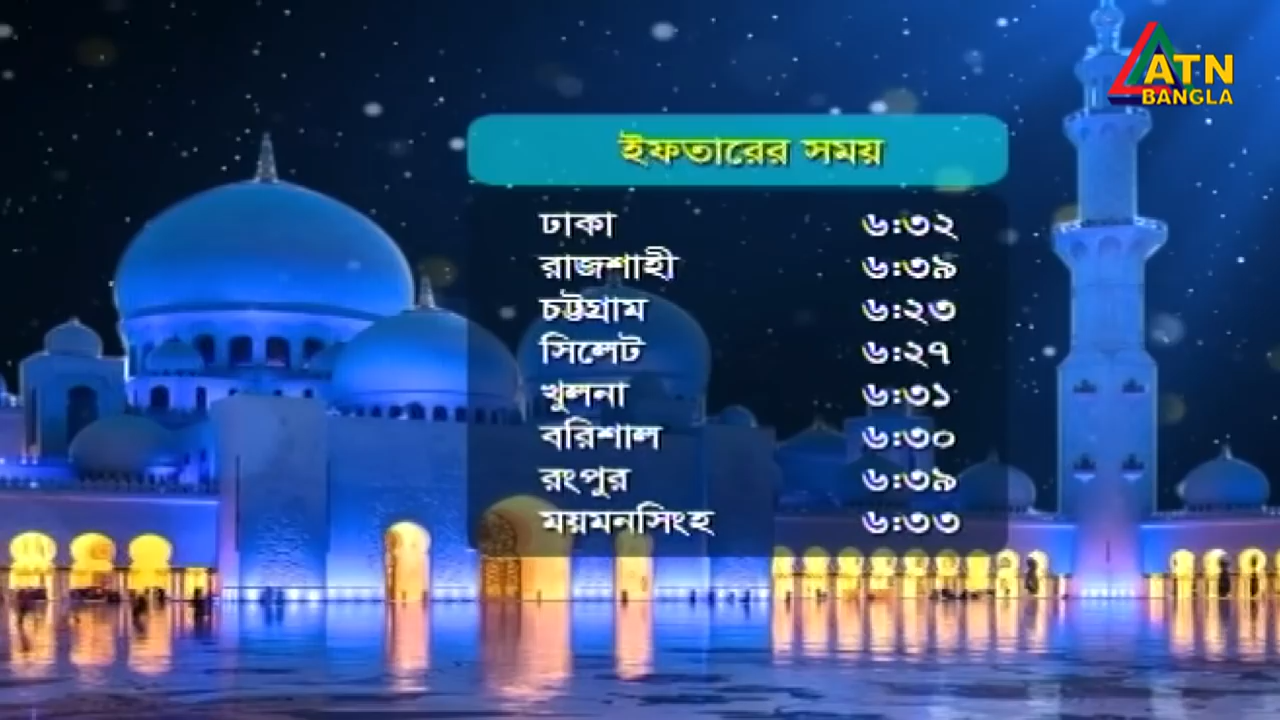 ATN
BANGLA
ইফতারের সময়
ঢাকা ৬:৩২
রাজশাহী ৬:৩৯
চট্টগ্রাম ৬:২৩
সিলেট ৬:২৭
খুলনা ৬:৩১
বরিশাল ৬:৩০
রংপুর ৬:৩৯
ময়মনসিংহ ৬:৩৩